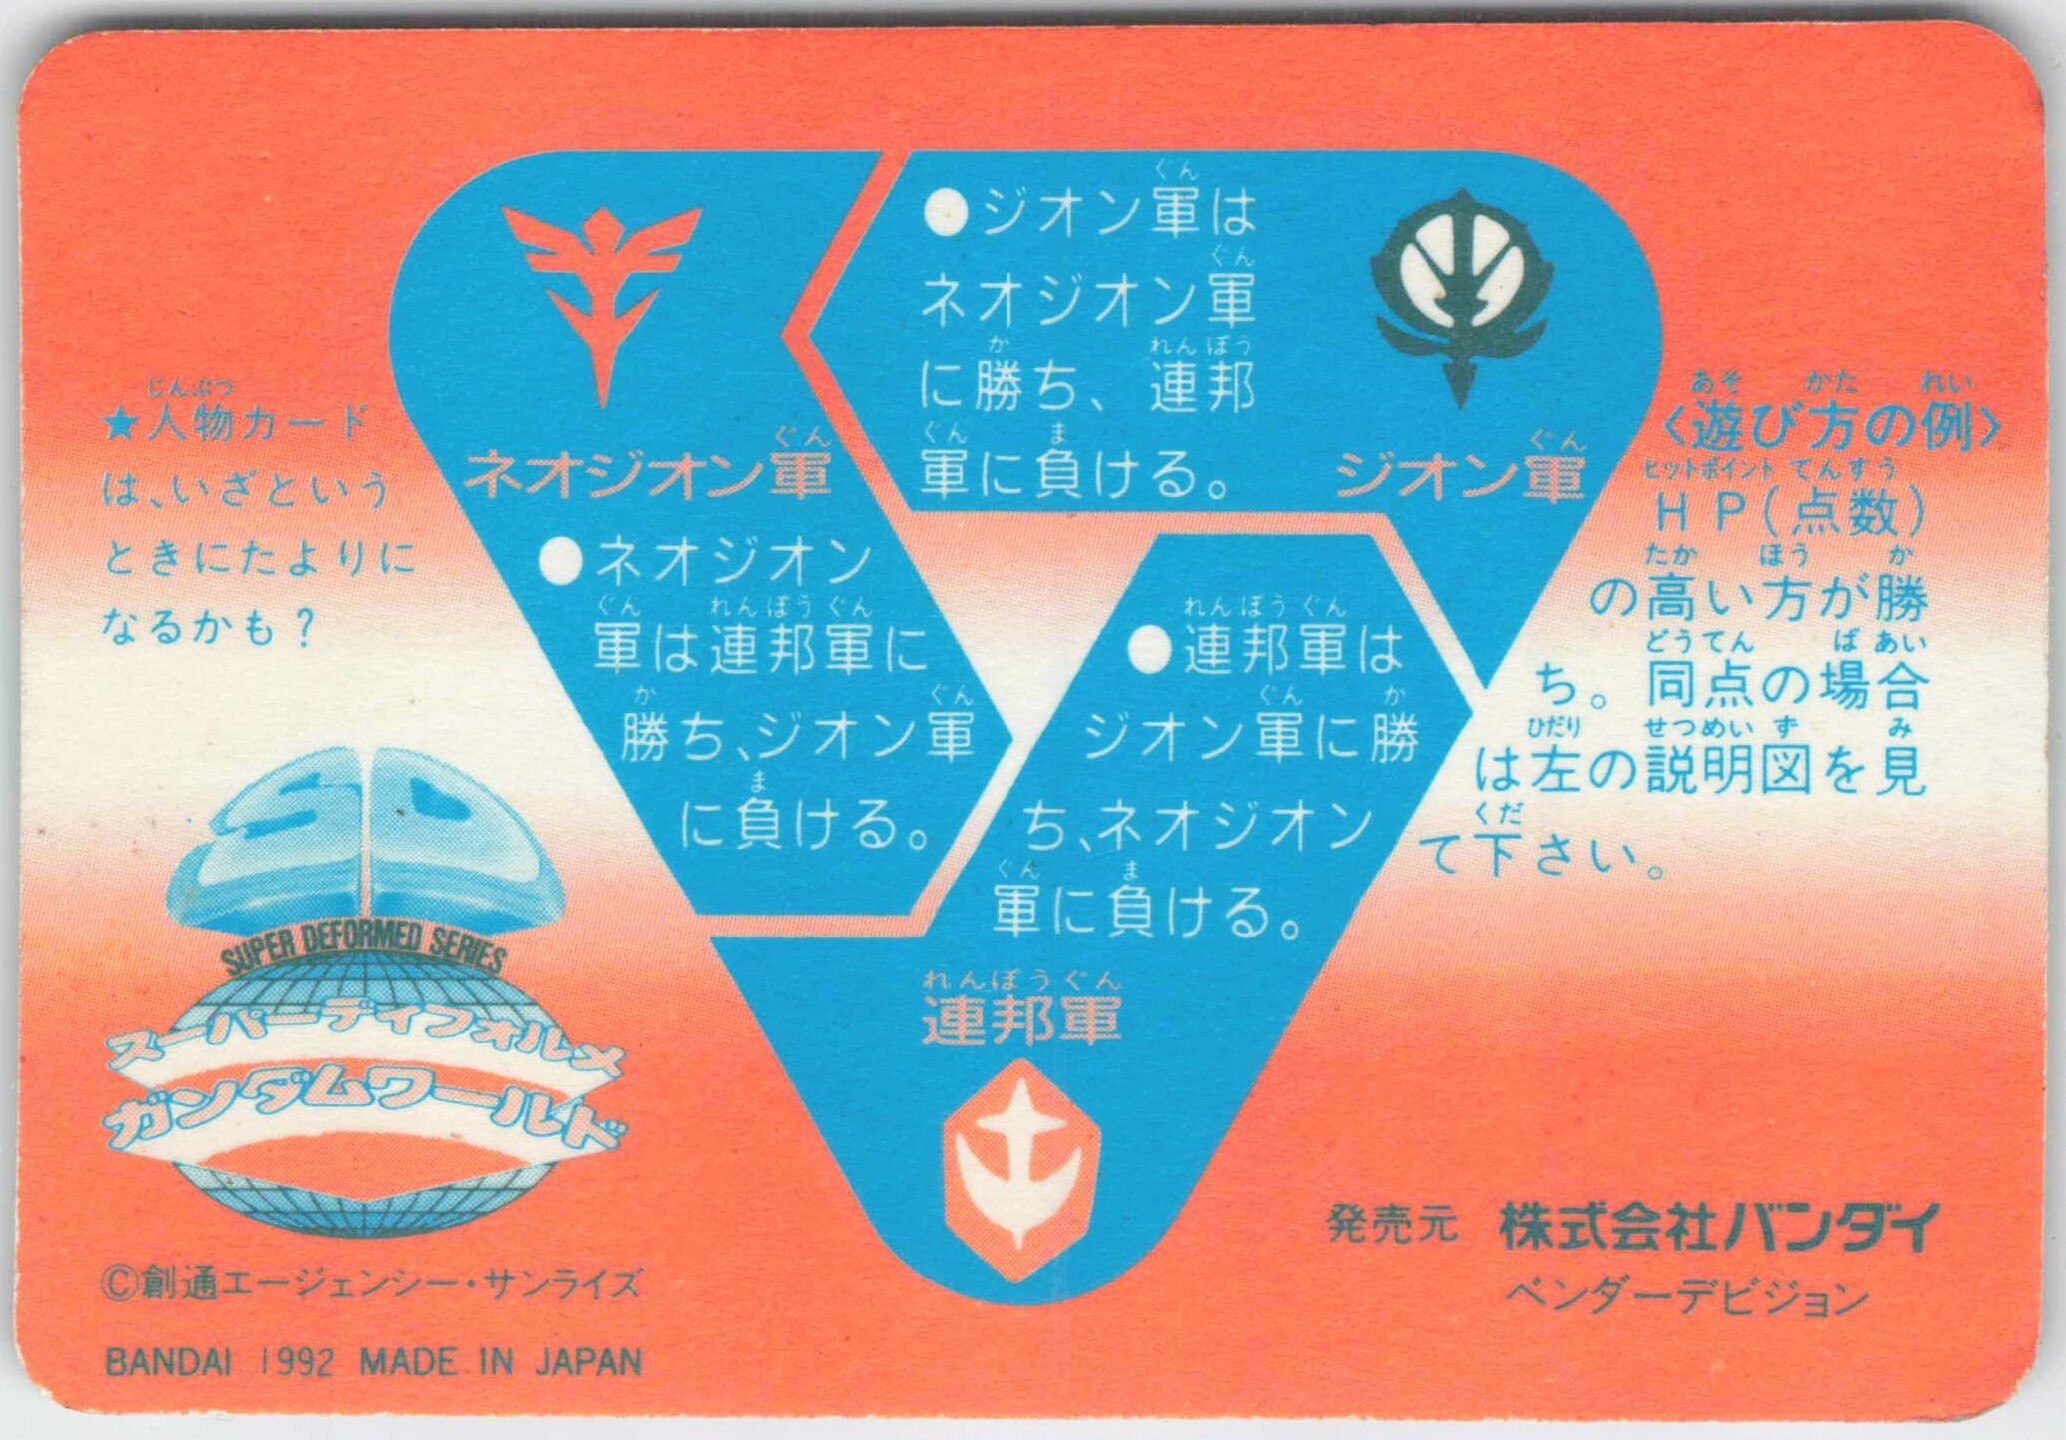 ●ジオン軍は
ネオジオン軍
に勝ち、連邦
軍に負ける。
ネオジオン軍
ジオン軍
●ネオジオン
軍は連邦軍に
勝ち、ジオン軍
に負ける。
●連邦軍は
ジオン軍に勝
ち、ネオジオン
軍に負ける。
連邦軍
★人物カード
は、いざという
ときにたよりに
なるかも?
<遊び方の例>
HP(点数)
の高い方が勝
ち。同点の場合
は左の説明図を見
て下さい。
SD
SUPER DEFORMED SERIES
スーパーディフォルメ
ガンダムワールド
©創通エージェンシー・サンライズ
BANDAI 1992 MADE IN JAPAN
発売元 株式会社バンダイ
ベンダーデビジョン